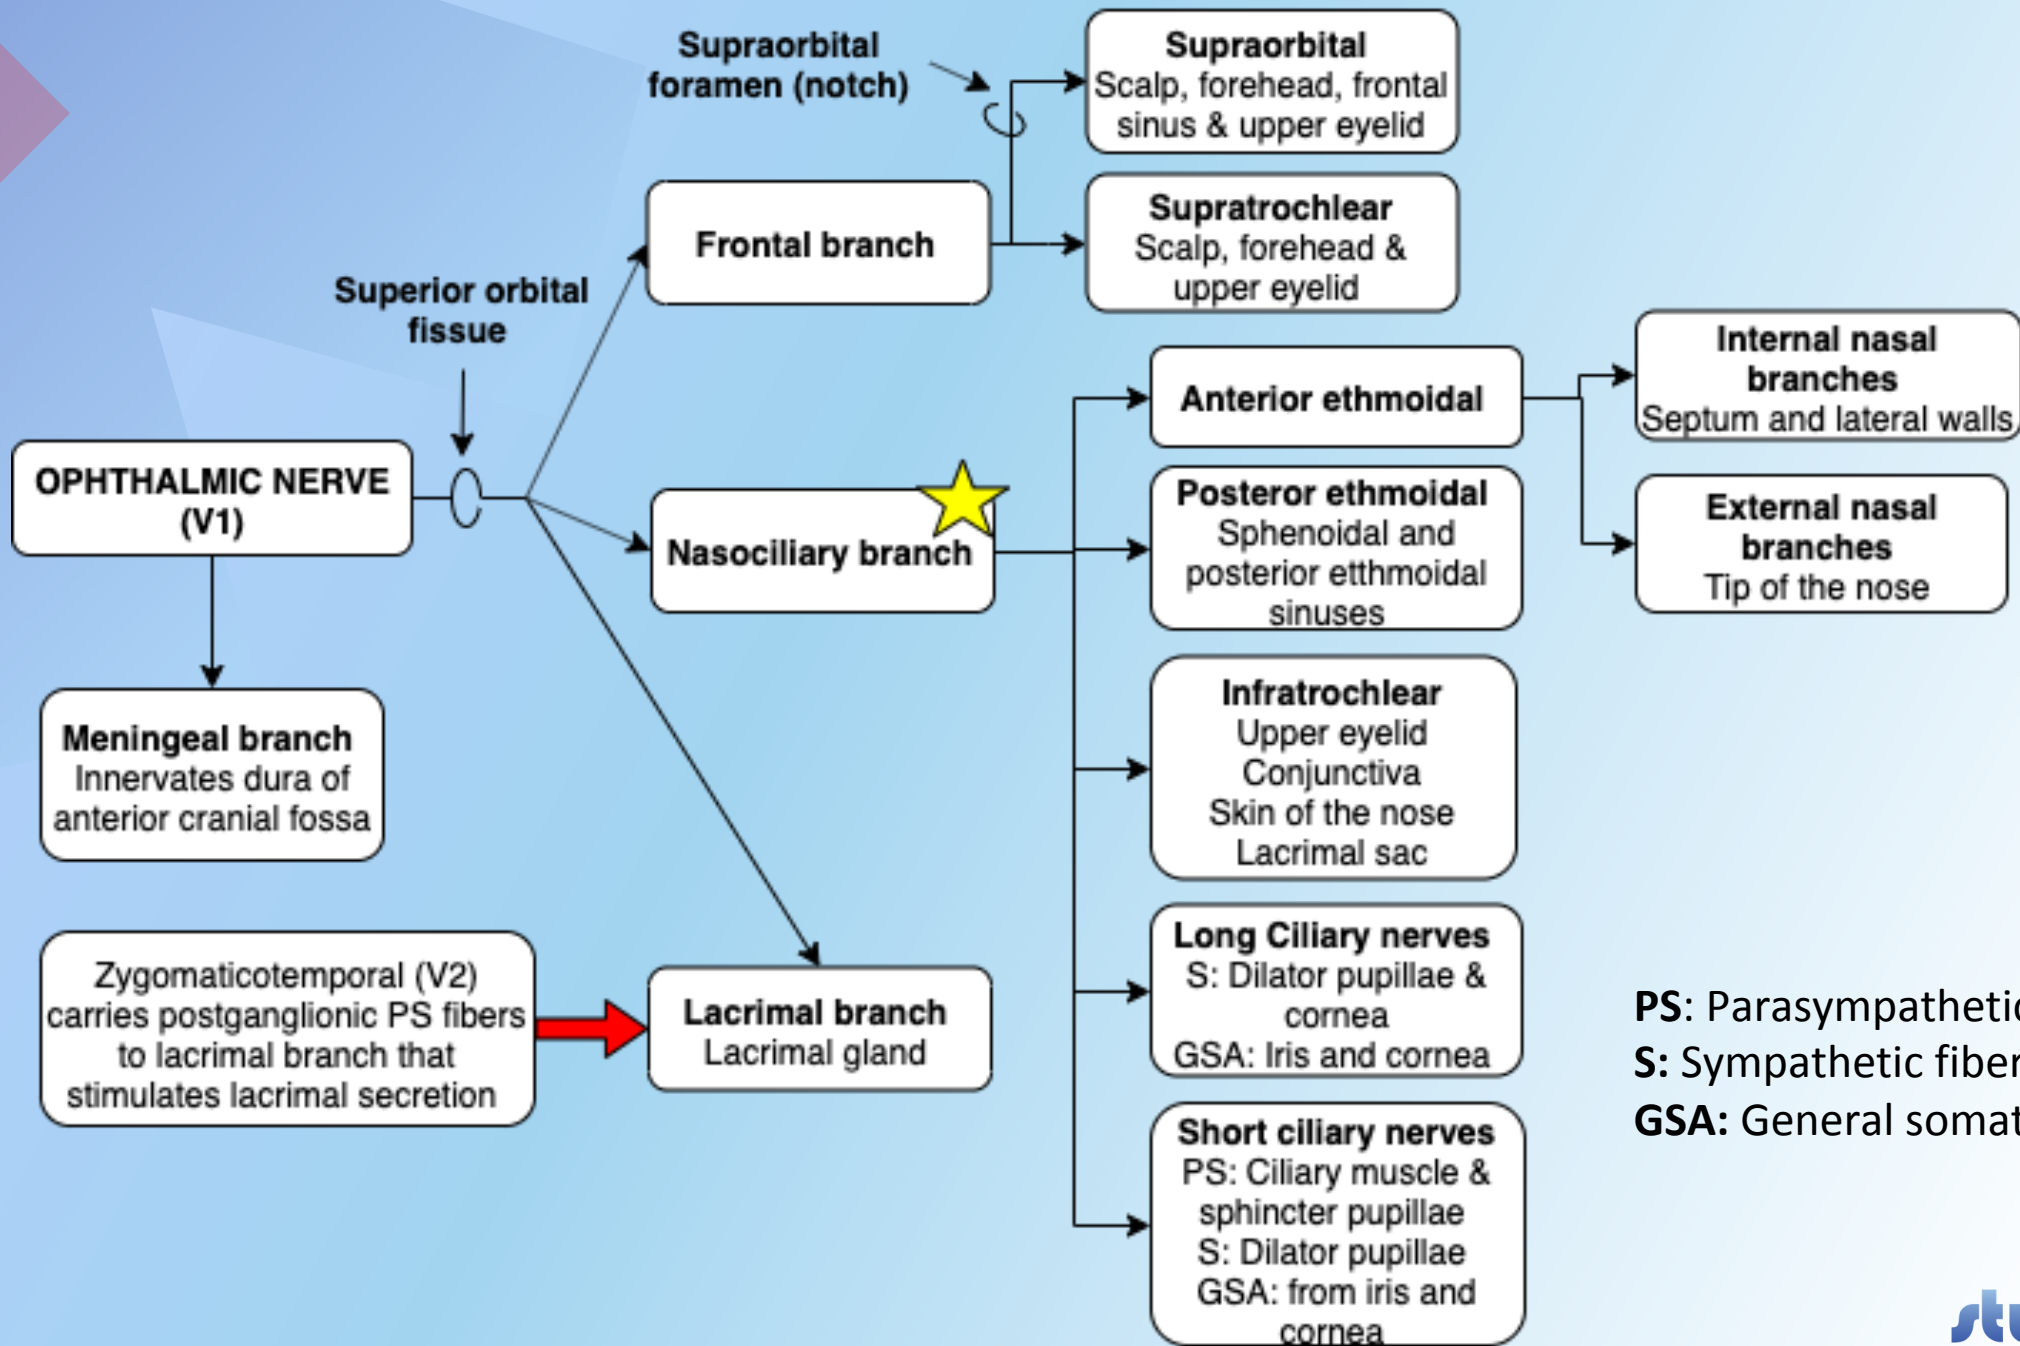 Supraorbital
foramen (notch)
Supraorbital
Scalp, forehead, frontal
sinus & upper eyelid
Frontal branch
Supratrochlear
Scalp, forehead &
upper eyelid
Superior orbital
fissue
OPHTHALMIC NERVE
(V1)
Nasociliary branch
Anterior ethmoidal
Internal nasal
branches
Septum and lateral walls
External nasal
branches
Tip of the nose
Posteror ethmoidal
Sphenoidal and
posterior etthmoidal
sinuses
Infratrochlear
Upper eyelid
Conjunctiva
Skin of the nose
Lacrimal sac
Meningeal branch
Innervates dura of
anterior cranial fossa
Zygomaticotemporal (V2)
carries postganglionic PS fibers
to lacrimal branch that
stimulates lacrimal secretion
Lacrimal branch
Lacrimal gland
Long Ciliary nerves
S: Dilator pupillae &
cornea
GSA: Iris and cornea
Short ciliary nerves
PS: Ciliary muscle &
sphincter pupillae
S: Dilator pupillae
GSA: from iris and
cornea
PS: Parasympathetic
S: Sympathetic fiber
GSA: General somat
stu